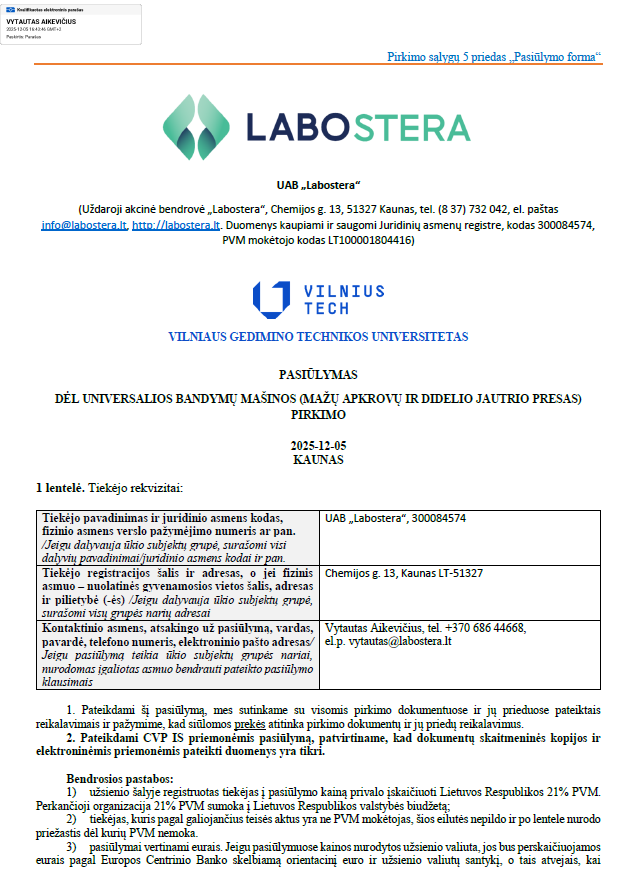 Kvalifikuotas elektroninis parašas
VYTAUTAS AIKEVIČIUS
2025-12-05 16:43:46 GMT+2
Paskirtis: Parašas
Pirkimo sąlygų 5 priedas „Pasiūlymo forma“
LABOSTERA
UAB „Labostera“
(Uždaroji akcinė bendrovė „Labostera“, Chemijos g. 13, 51327 Kaunas, tel. (8 37) 732 042, el. paštas
info@labostera.lt, http://labostera.lt. Duomenys kaupiami ir saugomi Juridinių asmenų registre, kodas 300084574,
PVM mokėtojo kodas LT100001804416)
VILNIUS
TECH
VILNIAUS GEDIMINO TECHNIKOS UNIVERSITETAS
PASIŪLYMAS
DĖL UNIVERSALIOS BANDYMŲ MAŠINOS (MAŽŲ APKROVŲ IR DIDELIO JAUTRIO PRESAS)
PIRKIMO
2025-12-05
KAUNAS
1 lentelė. Tiekėjo rekvizitai:
Tiekėjo pavadinimas ir juridinio asmens kodas,
fizinio asmens verslo pažymėjimo numeris ar pan.
/Jeigu dalyvauja ūkio subjektų grupė, surašomi visi
dalyvių pavadinimai/juridinio asmens kodai ir pan.
UAB „Labostera“, 300084574
Tiekėjo registracijos šalis ir adresas, o jei fizinis
asmuo – nuolatinės gyvenamosios vietos šalis, adresas
ir pilietybė (-ės) /Jeigu dalyvauja ūkio subjektų grupė,
surašomi visų grupės narių adresai
Chemijos g. 13, Kaunas LT-51327
Kontaktinio asmens, atsakingo už pasiūlymą, vardas,
pavardė, telefono numeris, elektroninio pašto adresas/
Jeigu pasiūlymą teikia ūkio subjektų grupės nariai,
nurodomas įgaliotas asmuo bendrauti pateikto pasiūlymo
klausimais
Vytautas Aikevičius, tel. +370 686 44668,
el.p. vytautas@labostera.lt
1. Pateikdami šį pasiūlymą, mes sutinkame su visomis pirkimo dokumentuose ir jų prieduose pateiktais
reikalavimais ir pažymime, kad siūlomos prekės atitinka pirkimo dokumentų ir jų priedų reikalavimus.
2. Pateikdami CVP IS priemonėmis pasiūlymą, patvirtiname, kad dokumentų skaitmeninės kopijos ir
elektroninėmis priemonėmis pateikti duomenys yra tikri.
Bendrosios pastabos:
1) užsienio šalyje registruotas tiekėjas į pasiūlymo kainą privalo įskaičiuoti Lietuvos Respublikos 21% PVM.
Perkančioji organizacija 21% PVM sumoka į Lietuvos Respublikos valstybės biudžetą;
2) tiekėjas, kuris pagal galiojančius teisės aktus yra ne PVM mokėtojas, šios eilutės nepildo ir po lentele nurodo
priežastis dėl kurių PVM nemoka.
3) pasiūlymai vertinami eurais. Jeigu pasiūlymuose kainos nurodytos užsienio valiuta, jos bus perskaičiuojamos
eurais pagal Europos Centrinio Banko skelbiamą orientacinį euro ir užsienio valiutų santykį, o tais atvejais, kai